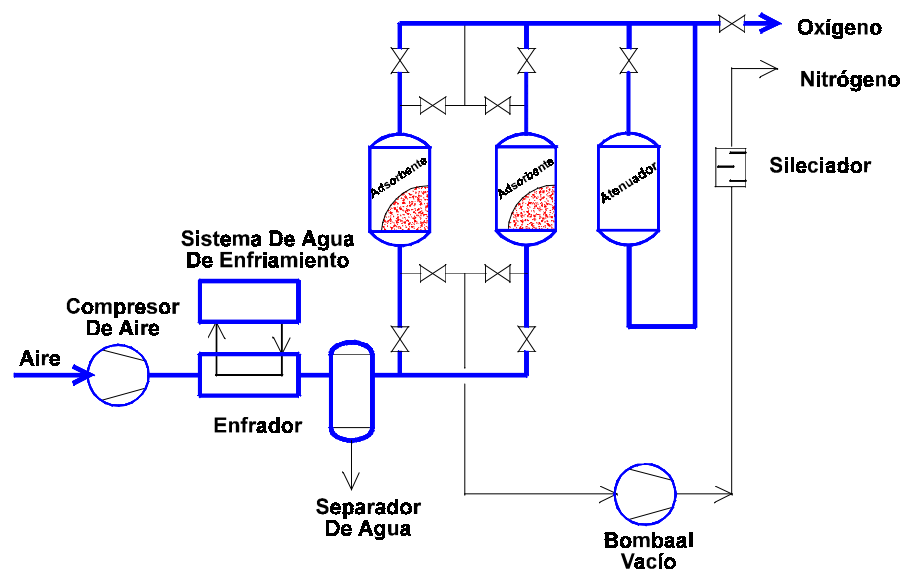 Oxígeno
Nitrógeno
Sileciador
Adsorbente
Adsorbente
Atenuador
Sistema De Agua
De Enfriamiento
Compresor
De Aire
Aire
Enfrador
Separador
De Agua
Bombaal
Vacío